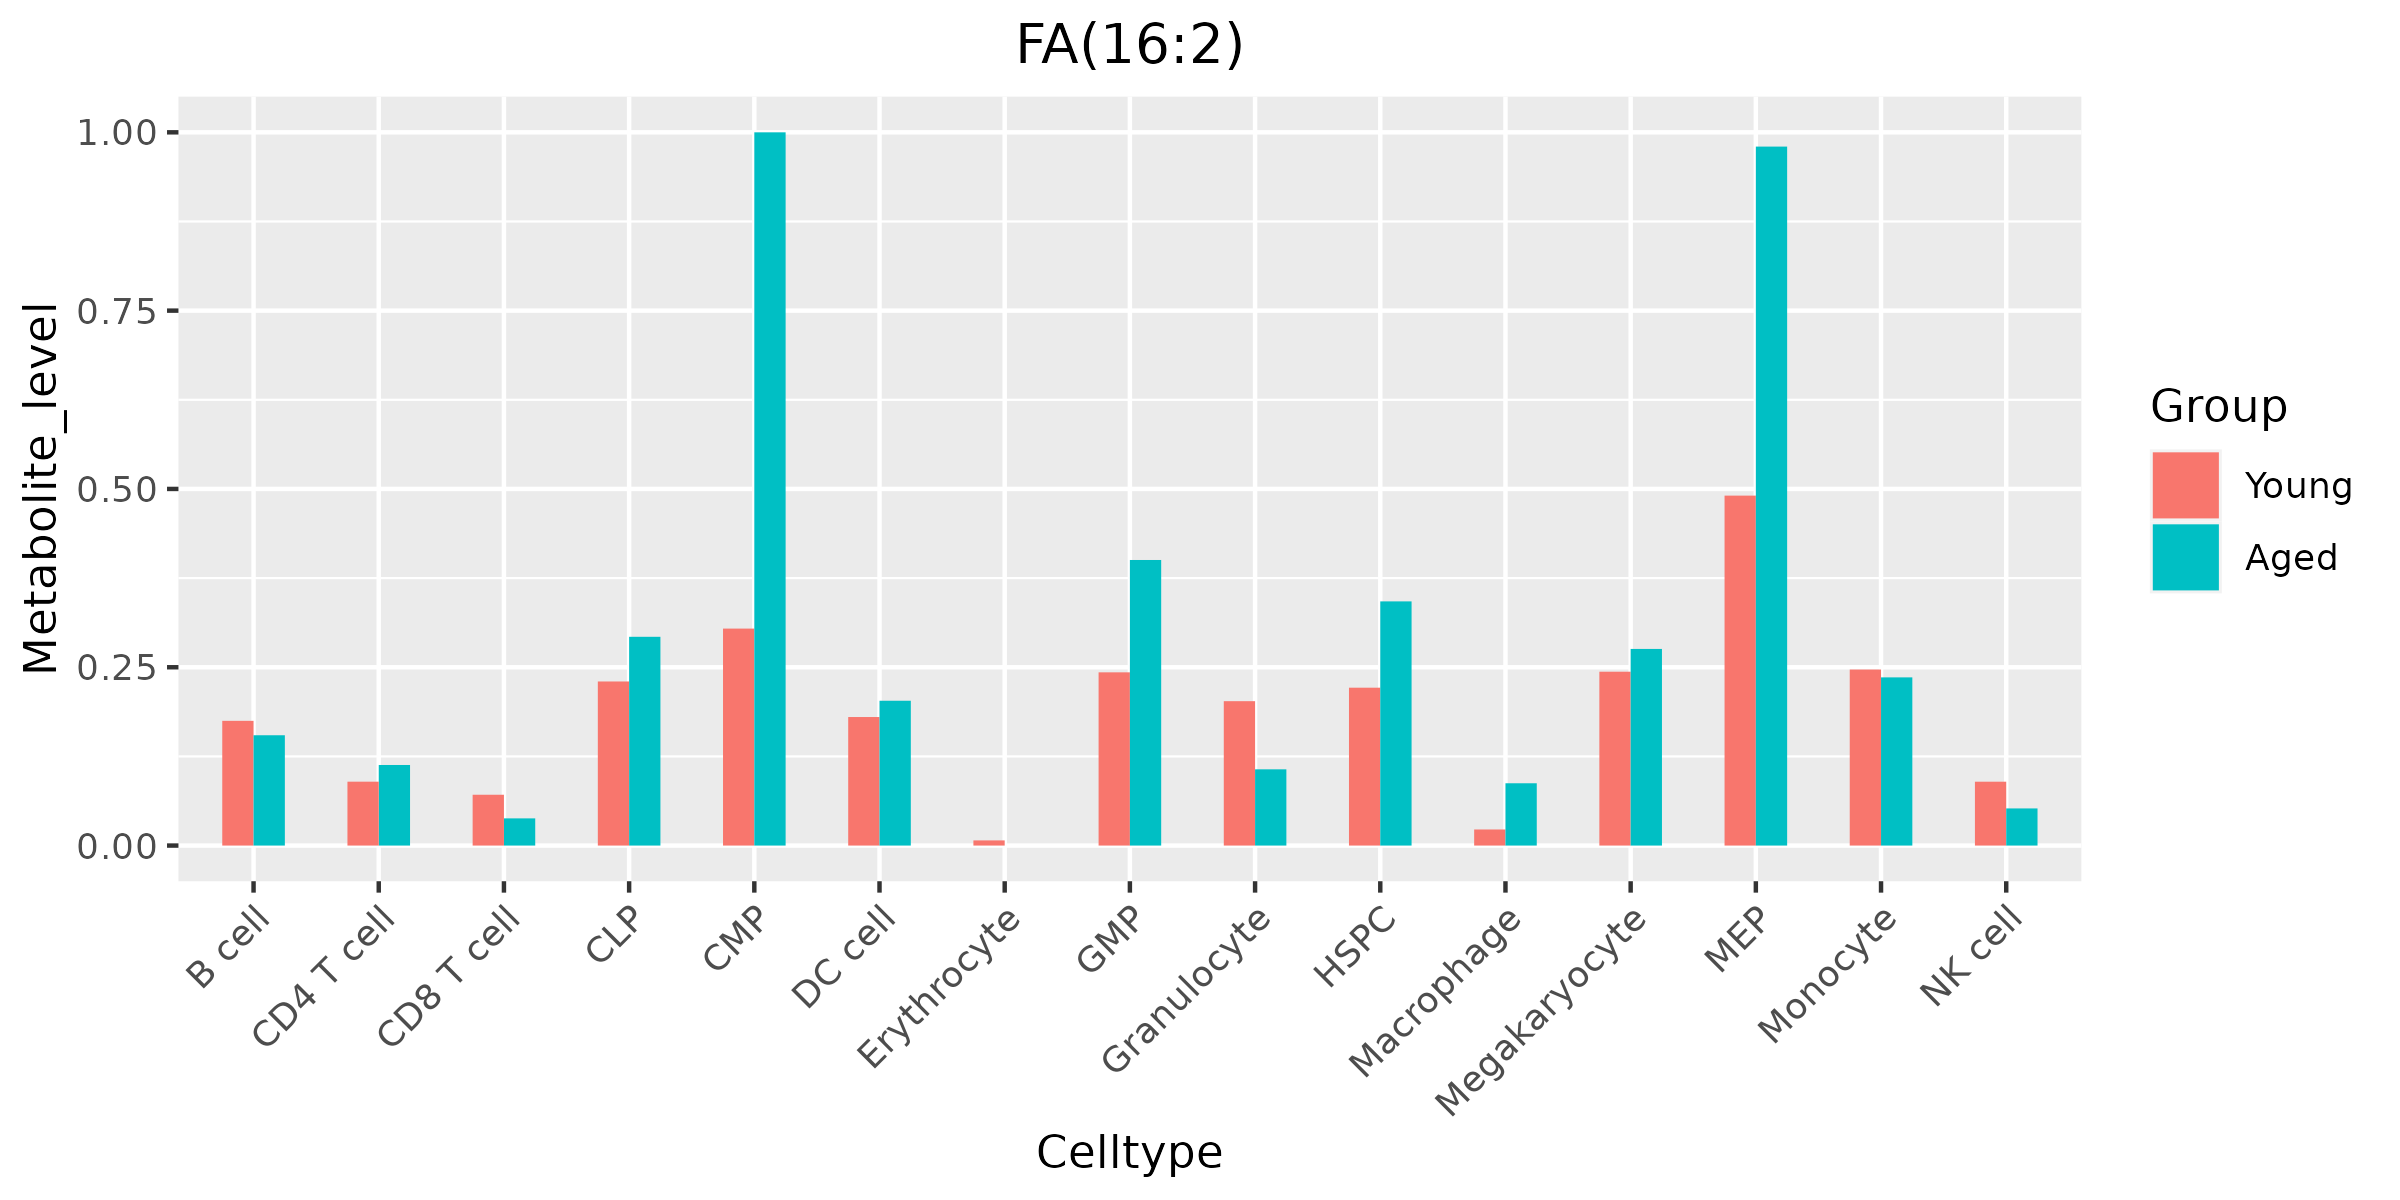 FA(16:2)
Metabolite_level
1.00
0.75
0.50
0.25
0.00
B cell
CD4 T cell
CD8 T cell
CLP
CMP
DC cell
Erythrocyte
GMP
Granulocyte
HSPC
Macrophage
Megakaryocyte
MEP
Monocyte
NK cell
Celltype
Group
Young
Aged